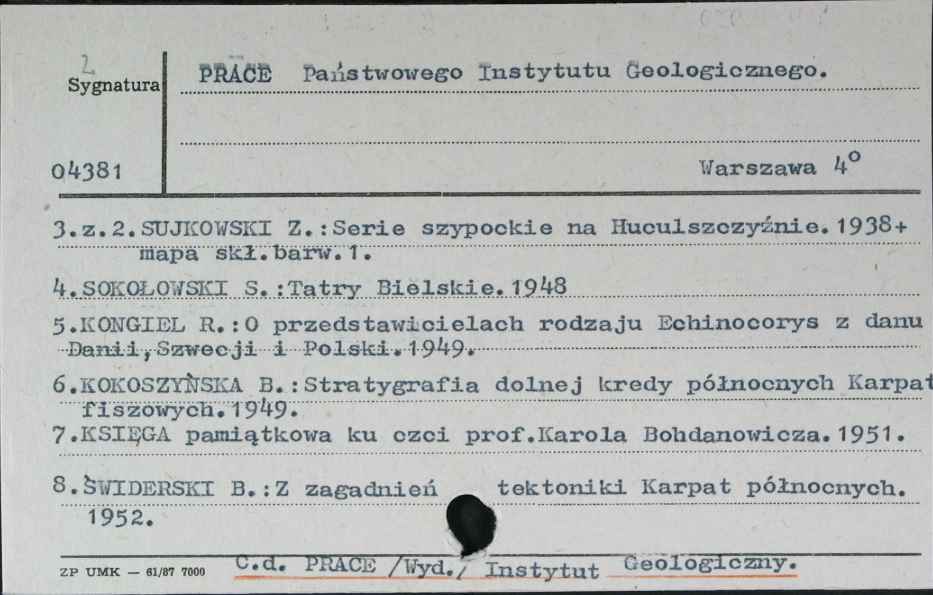 2
Sygnatura
PRACE Państwowego Instytutu Geologicznego.
04381
Warszawa 4°
3.z.2.SUJKOWSKI Z.:Serie szypockie na Huculszczyźnie.1938+
mapa skł.barw.1.
4.SOKOŁOWSKI S.:Tatry Bielskie.1948
5.KONGIEL R.:O przedstawicielach rodzaju Echinocorys z danu
Danii,Szwecji i Polski.1949.
6.KOKOSZYŃSKA B.:Stratygrafia dolnej kredy północnych Karpat
fliszowych.1949.
7.KSIĘGA pamiątkowa ku czci prof.Karola Bohdanowicza.1951.
8.ŚWIDERSKI B.:Z zagadnień tektoniki Karpat północnych.
1952.
ZP UMK — 61/87 7000
C.d. PRACE /Wyd./ Instytut Geologiczny.